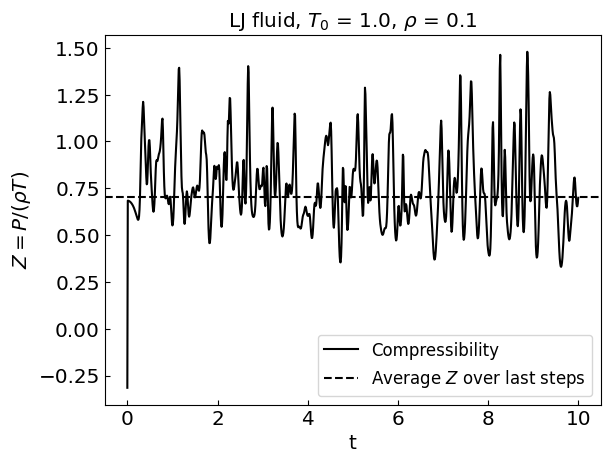 LJ fluid, T₀ = 1.0, ρ = 0.1
Z = P/(ρT)
1.50
1.25
1.00
0.75
0.50
0.25
0.00
−0.25
0 2 4 6 8 10
t
Compressibility
Average Z over last steps